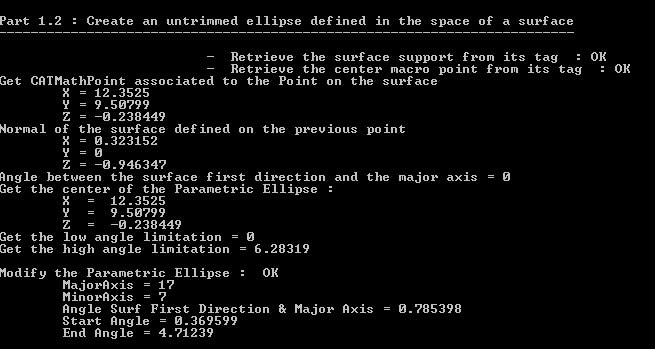 Part 1.2 : Create an untrimmed ellipse defined in the space of a surface
------------------------------------------------------------------------
-  Retrieve the surface support from its tag  : OK
-  Retrieve the center macro point from its tag  : OK
Get CATMathPoint associated to the Point on the surface
X = 12.3525
Y = 9.50799
Z = -0.238449
Normal of the surface defined on the previous point
X = 0.323152
Y = 0
Z = -0.946347
Angle between the surface first direction and the major axis = 0
Get the center of the Parametric Ellipse :
X  =  12.3525
Y  =  9.50799
Z  =  -0.238449
Get the low angle limitation = 0
Get the high angle limitation = 6.28319
Modify the Parametric Ellipse :  OK
MajorAxis = 17
MinorAxis = 7
Angle Surf First Direction & Major Axis = 0.785398
Start Angle = 0.369599
End Angle = 4.71239